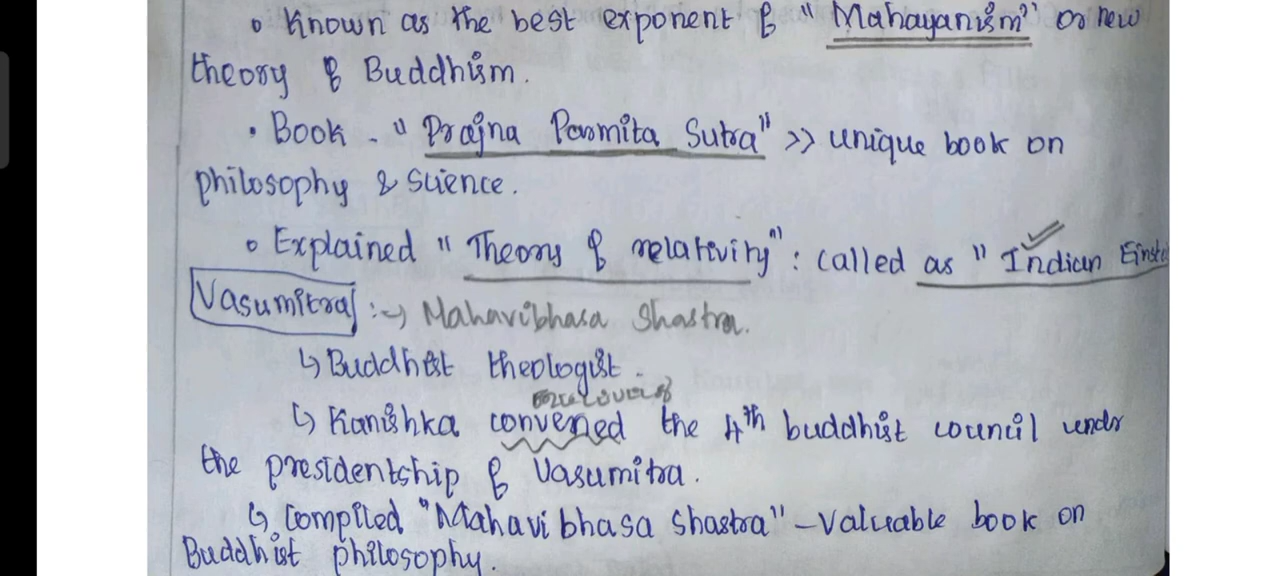 • Known as the best exponent of "Mahayanism" or new
theory of Buddhism.
• Book - "Prajna Parmita Sutra" >> unique book on
philosophy & Science.
• Explained "Theory of relativity" : called as "Indian
Vasumitra :→ Mahavibhasa Shastra.
↳ Buddhist theologist.
↳ Kanishka convened the 4th buddhist council under
the presidentship of Vasumitra.
↳ Compiled "Mahavibhasa shastra" - Valuable book on
Buddhist philosophy.